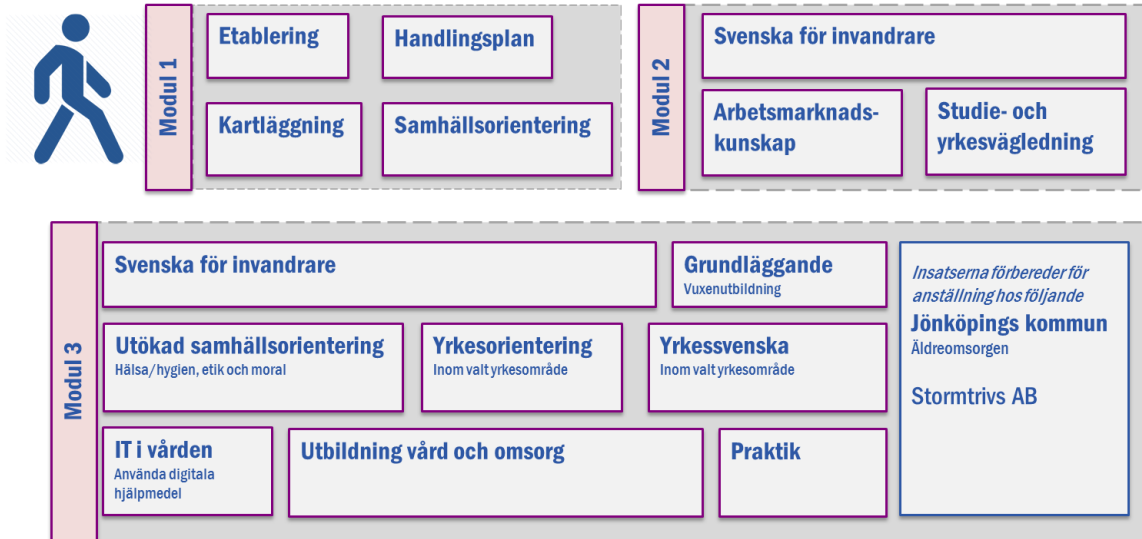 Modul 1
Etablering
Handlingsplan
Kartläggning
Samhällsorientering
Modul 2
Svenska för invandrare
Arbetsmarknads-
kunskap
Studie- och
yrkesvägledning
Modul 3
Svenska för invandrare
Grundläggande
Vuxenutbildning
Utökad samhällsorientering
Hälsa/hygien, etik och moral
Yrkesorientering
Inom valt yrkesområde
Yrkessvenska
Inom valt yrkesområde
IT i vården
Använda digitala
hjälpmedel
Utbildning vård och omsorg
Praktik
Insatserna förbereder för
anställning hos följande
Jönköpings kommun
Äldreomsorgen
Stormtrivs AB